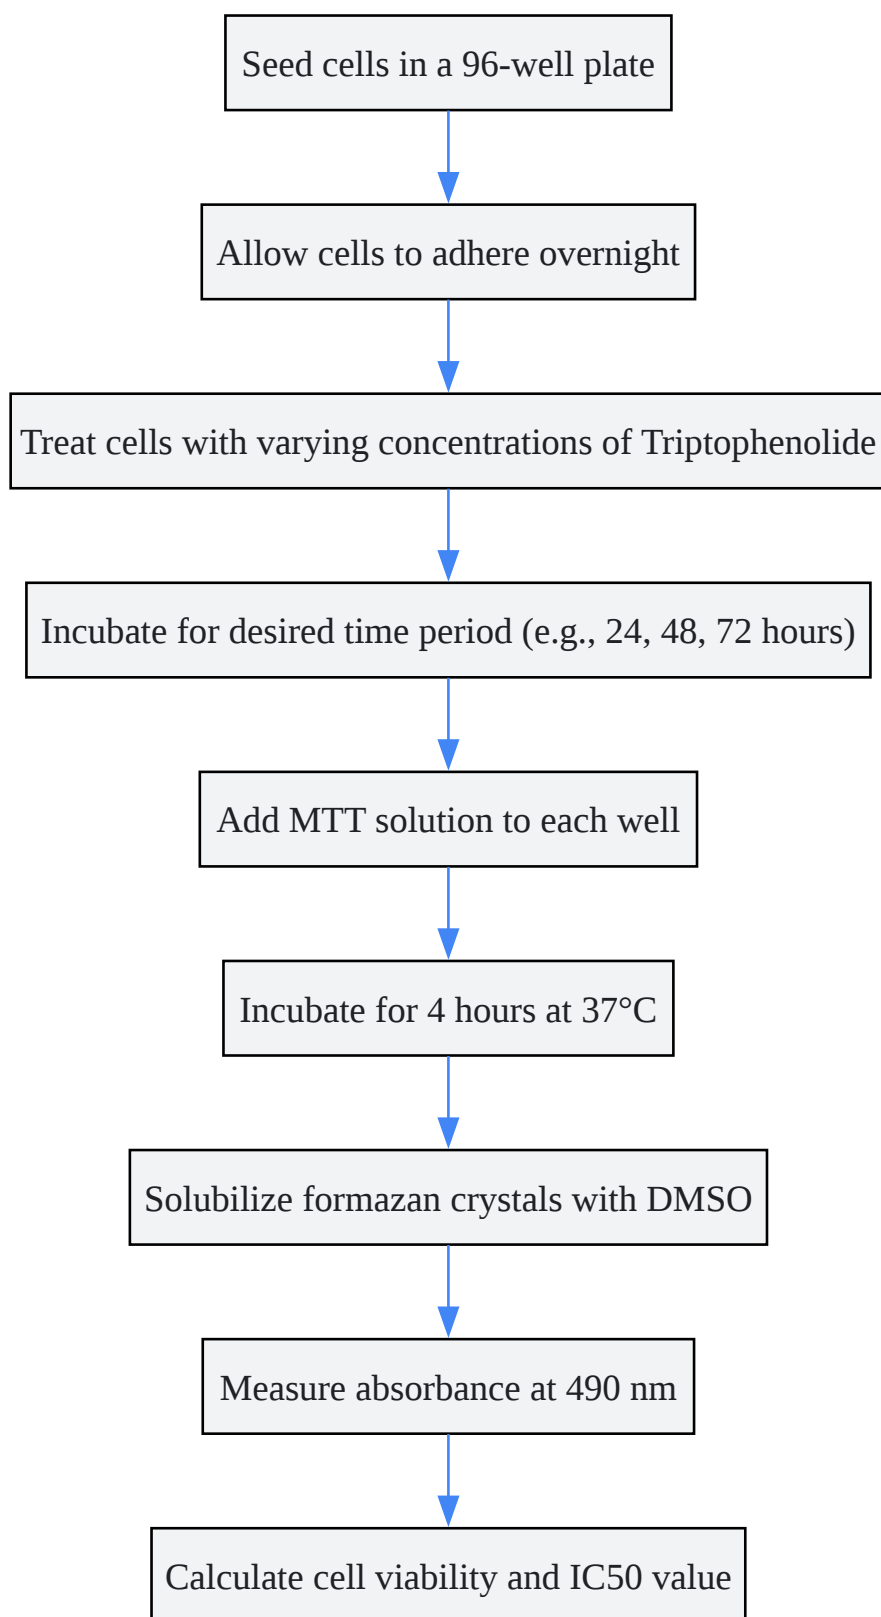 Seed cells in a 96-well plate
Allow cells to adhere overnight
Treat cells with varying concentrations of Triptophenolide
Incubate for desired time period (e.g., 24, 48, 72 hours)
Add MTT solution to each well
Incubate for 4 hours at 37°C
Solubilize formazan crystals with DMSO
Measure absorbance at 490 nm
Calculate cell viability and IC50 value